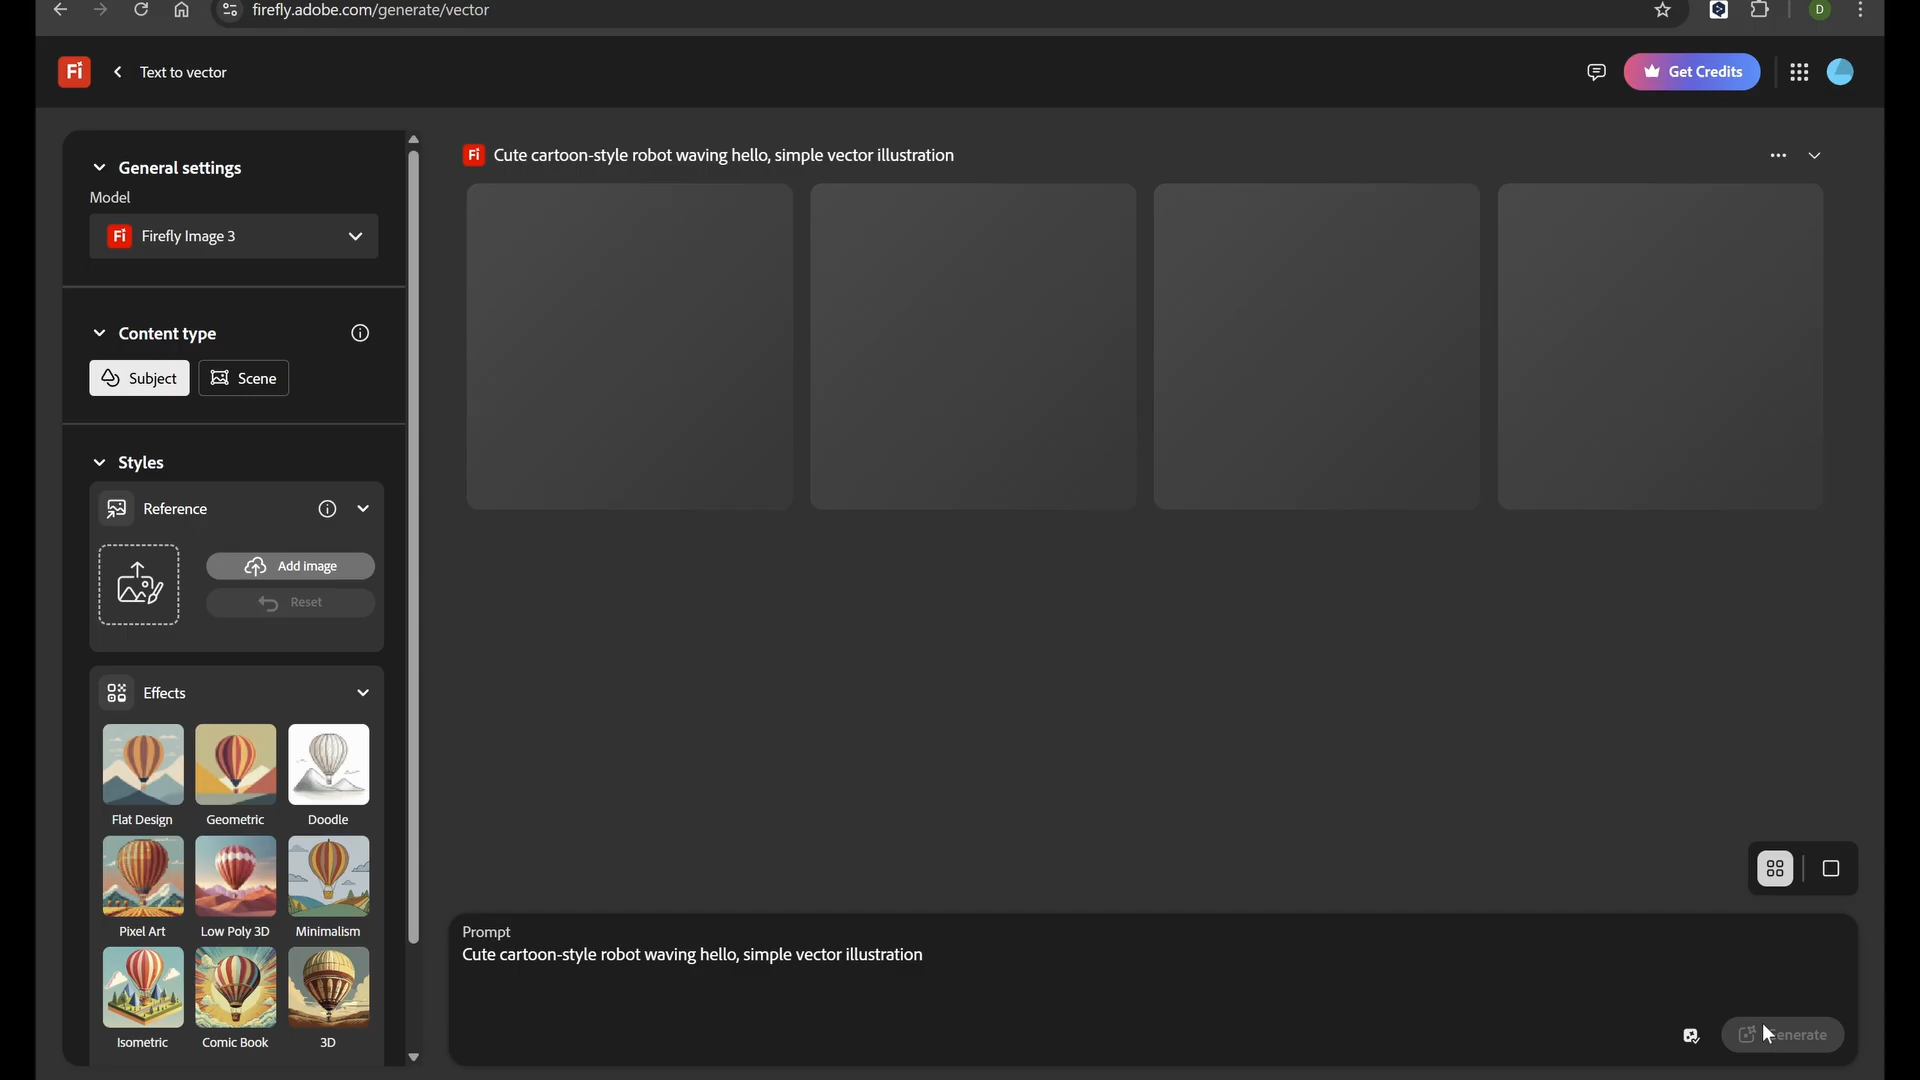 firefly.adobe.com/generate/vector
D
Fi
Text to vector
Get Credits
General settings
Model
Fi
Firefly Image 3
Content type
Subject
Scene
Styles
Reference
Add image
Reset
Effects
Flat Design
Geometric
Doodle
Pixel Art
Low Poly 3D
Minimalism
Isometric
Comic Book
3D
Fi
Cute cartoon-style robot waving hello, simple vector illustration
Prompt
Cute cartoon-style robot waving hello, simple vector illustration
Generate